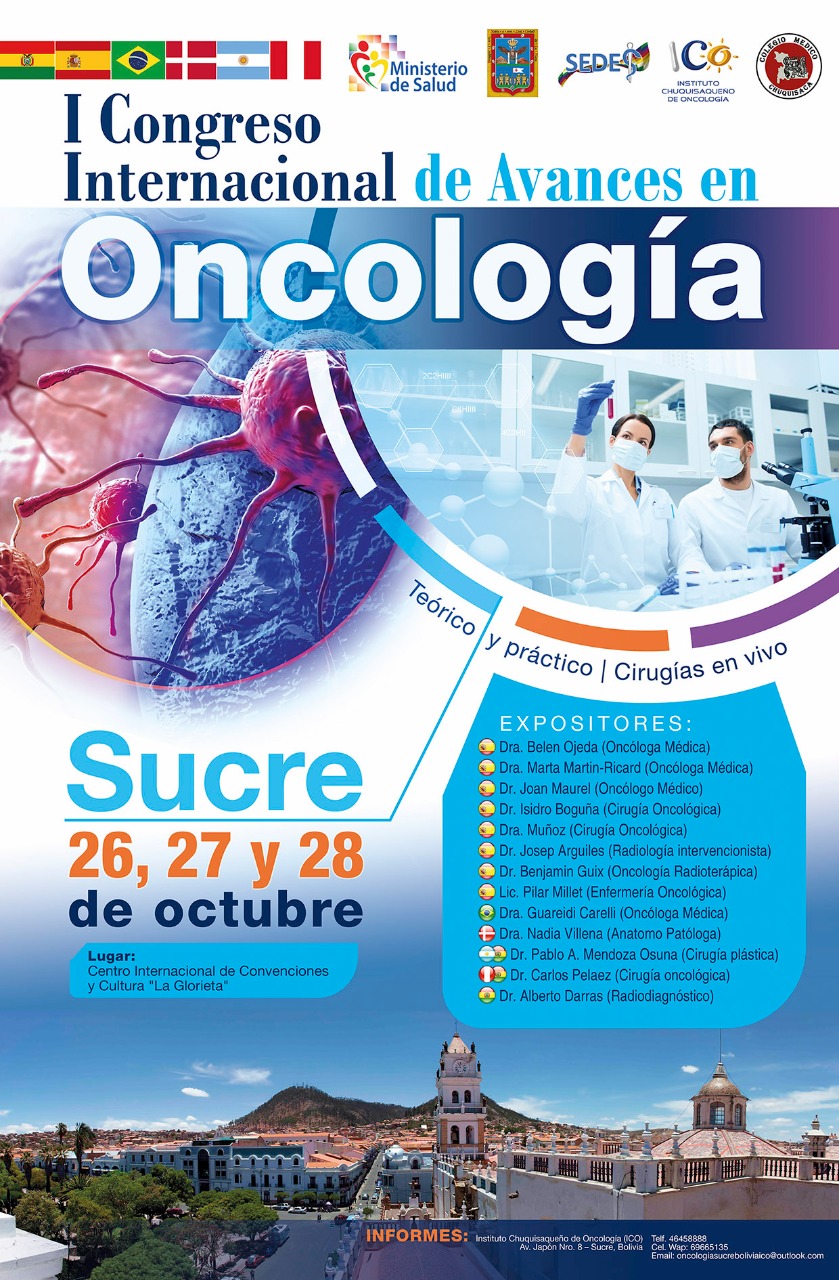 Ministerio
de Salud
SEDES
ICO
INSTITUTO
CHUQUISAQUEÑO
DE ONCOLOGÍA
COLEGIO MÉDICO
CHUQUISACA
I Congreso
Internacional de Avances en
Oncología
Teórico y práctico | Cirugías en vivo
Sucre
26, 27 y 28
de octubre
Lugar:
Centro Internacional de Convenciones
y Cultura "La Glorieta"
EXPOSITORES:
Dra. Belen Ojeda (Oncóloga Médica)
Dra. Marta Martin-Ricard (Oncóloga Médica)
Dr. Joan Maurel (Oncólogo Médico)
Dr. Isidro Boguña (Cirugía Oncológica)
Dra. Muñoz (Cirugía Oncológica)
Dr. Josep Arguiles (Radiología intervencionista)
Dr. Benjamin Guix (Oncología Radioterápica)
Lic. Pilar Millet (Enfermería Oncológica)
Dra. Guareidi Carelli (Oncóloga Médica)
Dra. Nadia Villena (Anatomo Patóloga)
Dr. Pablo A. Mendoza Osuna (Cirugía plástica)
Dr. Carlos Pelaez (Cirugía oncológica)
Dr. Alberto Darras (Radiodiagnóstico)
INFORMES: Instituto Chuquisaqueño de Oncología (ICO) Telf. 46458888
Av. Japón Nro. 8 – Sucre, Bolivia Cel. Wap: 69665135
Email: oncologiasucreboliviaico@outlook.com